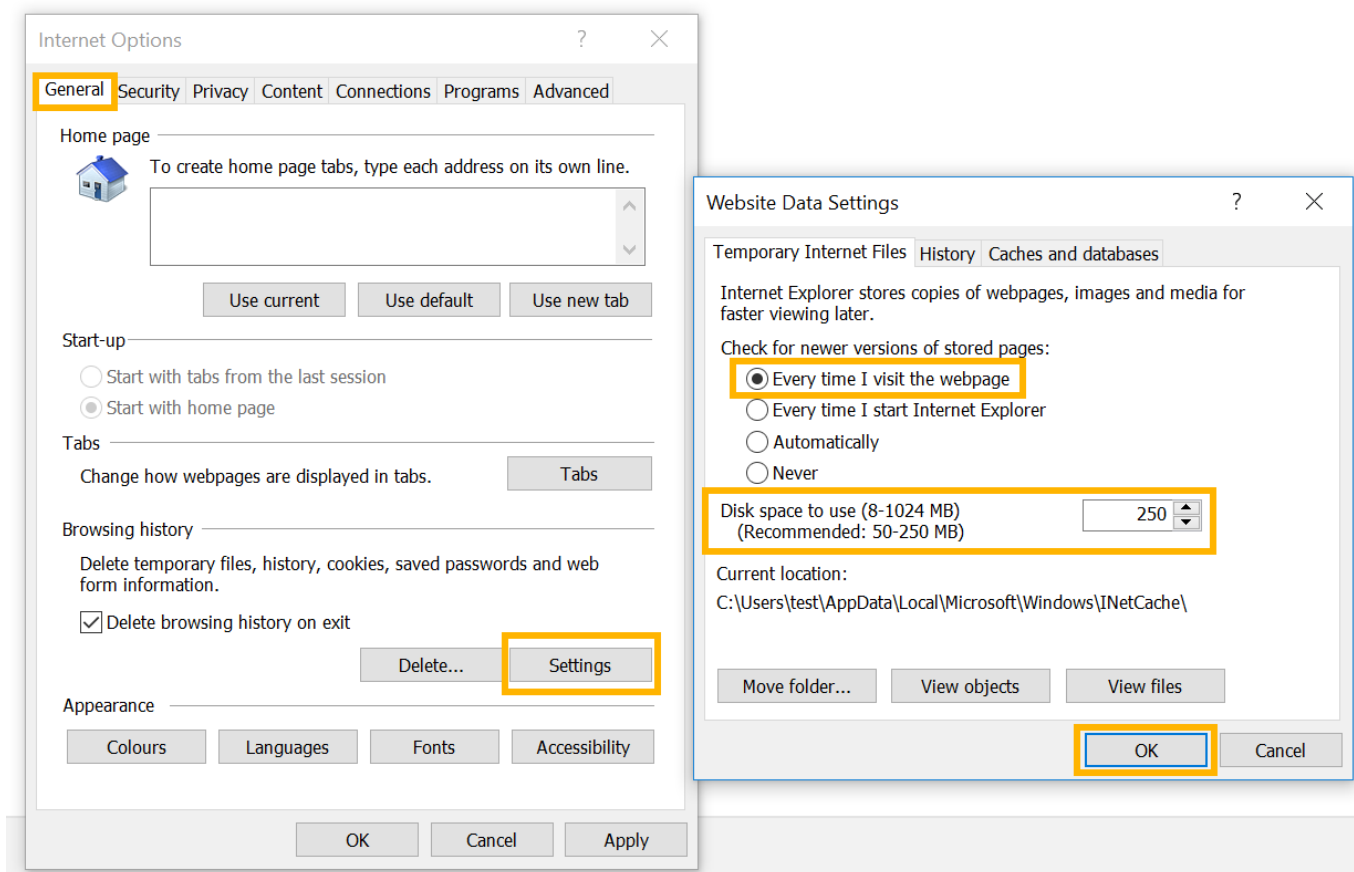 Internet Options
?
General Security Privacy Content Connections Programs Advanced
Home page
To create home page tabs, type each address on its own line.
Use current Use default Use new tab
Start-up
Start with tabs from the last session
Start with home page
Tabs
Change how webpages are displayed in tabs.
Tabs
Browsing history
Delete temporary files, history, cookies, saved passwords and web
form information.
Delete browsing history on exit
Delete... Settings
Appearance
Colours Languages Fonts Accessibility
OK Cancel Apply
Website Data Settings
?
Temporary Internet Files History Caches and databases
Internet Explorer stores copies of webpages, images and media for
faster viewing later.
Check for newer versions of stored pages:
Every time I visit the webpage
Every time I start Internet Explorer
Automatically
Never
Disk space to use (8-1024 MB)
(Recommended: 50-250 MB)
250
Current location:
C:\Users\test\AppData\Local\Microsoft\Windows\INetCache\
Move folder... View objects View files
OK Cancel